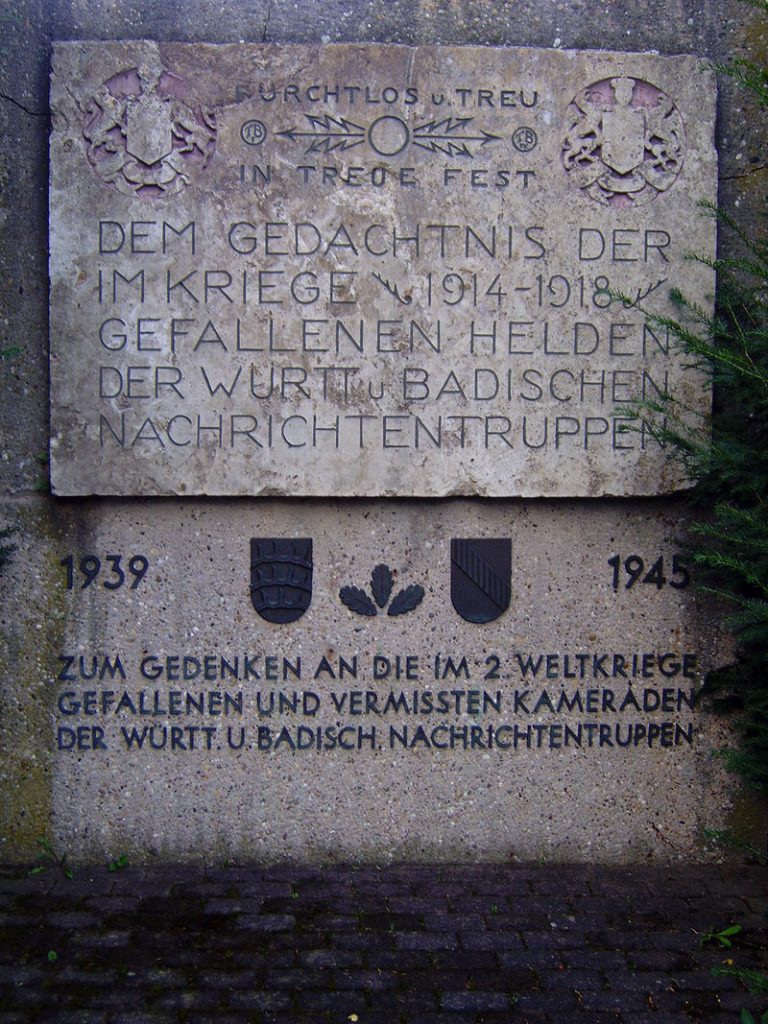 FURCHTLOS U. TREU
IN TREUE FEST
DEM GEDACHTNIS DER
IM KRIEGE 1914-1918
GEFALLENEN HELDEN
DER WURTT. U. BADISCHEN
NACHRICHTENTRUPPEN
1939 1945
ZUM GEDENKEN AN DIE IM 2. WELTKRIEGE
GEFALLENEN UND VERMISSTEN KAMERADEN
DER WÜRTT. U. BADISCH. NACHRICHTENTRUPPEN